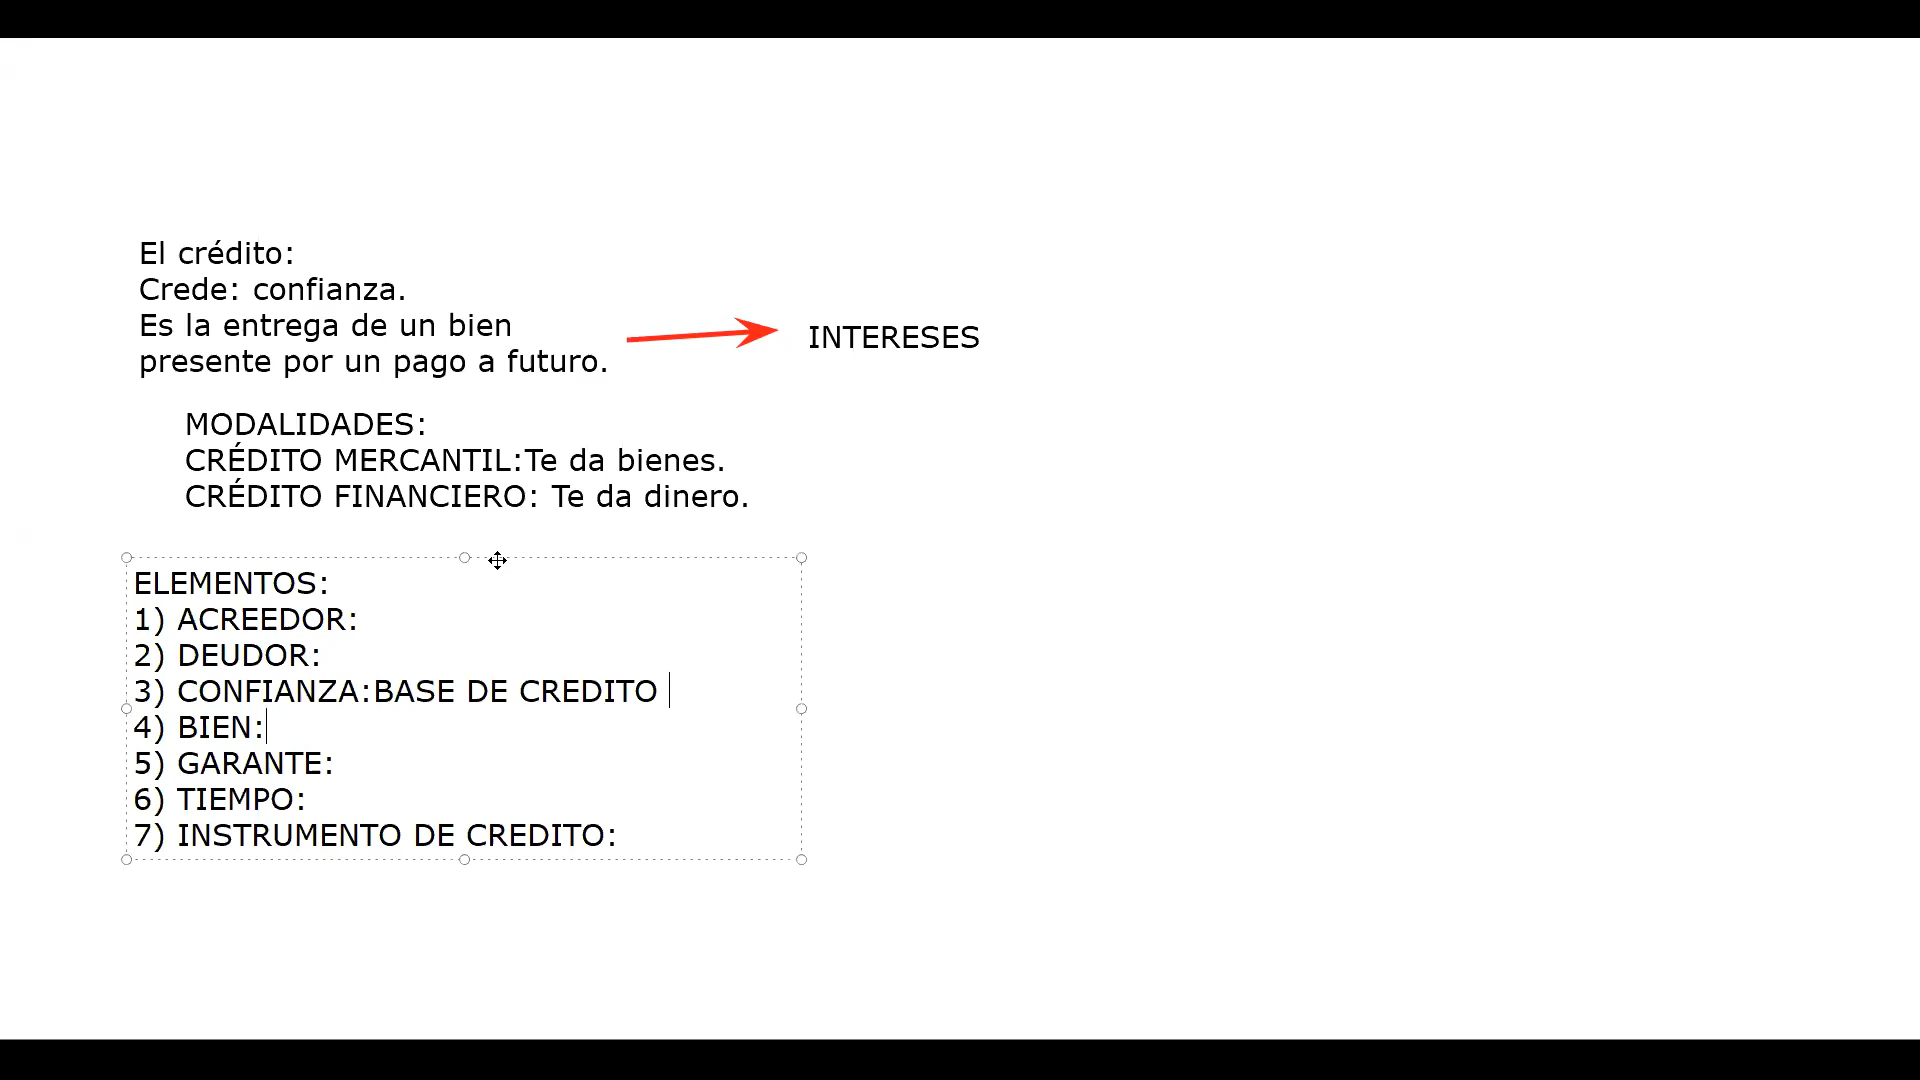 El crédito:
Crede: confianza.
Es la entrega de un bien
presente por un pago a futuro.
INTERESES
MODALIDADES:
CRÉDITO MERCANTIL:Te da bienes.
CRÉDITO FINANCIERO: Te da dinero.
ELEMENTOS:
1) ACREEDOR:
2) DEUDOR:
3) CONFIANZA:BASE DE CREDITO
4) BIEN:
5) GARANTE:
6) TIEMPO:
7) INSTRUMENTO DE CREDITO: